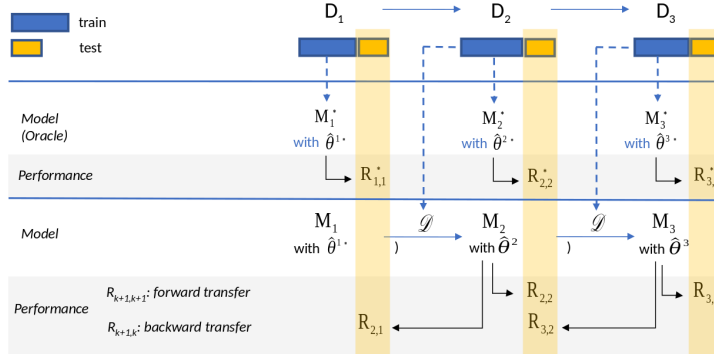 D1 D2 D3
train
test
Model
(Oracle)
M1* M2* M3*
with θ̂1* with θ̂2* with θ̂3*
Performance R*1,1 R*2,2 R*3,
Model M1 𝒟 M2 𝒟 M3
with θ̂1* ) with θ̂2 ) with θ̂3
Performance
Rk+1,k+1: forward transfer R2,2 R3,
Rk+1,k: backward transfer R2,1 R3,2